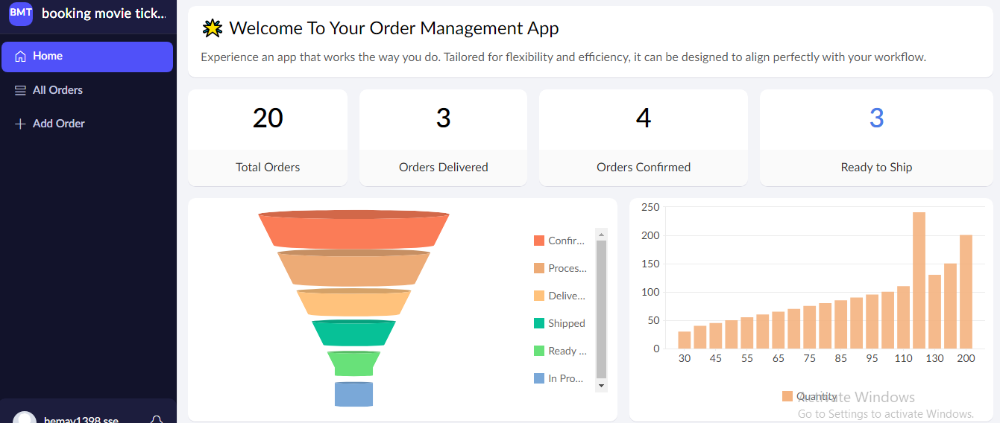 BMT booking movie tick...
Home
All Orders
Add Order
Welcome To Your Order Management App
Experience an app that works the way you do. Tailored for flexibility and efficiency, it can be designed to align perfectly with your workflow.
20
Total Orders
3
Orders Delivered
4
Orders Confirmed
3
Ready to Ship
Confir...
Proces...
Delive...
Shipped
Ready ...
In Pro...
250
200
150
100
50
0
30 45 55 65 75 85 95 110 130 200
Quantity
Activate Windows
Go to Settings to activate Windows.
bemay1398.sse